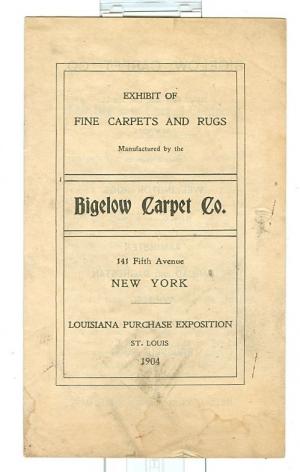 EXHIBIT OF
FINE CARPETS AND RUGS
Manufactured by the
Bigelow Carpet Co.
141 Fifth Avenue
NEW YORK
LOUISIANA PURCHASE EXPOSITION
ST. LOUIS
1904